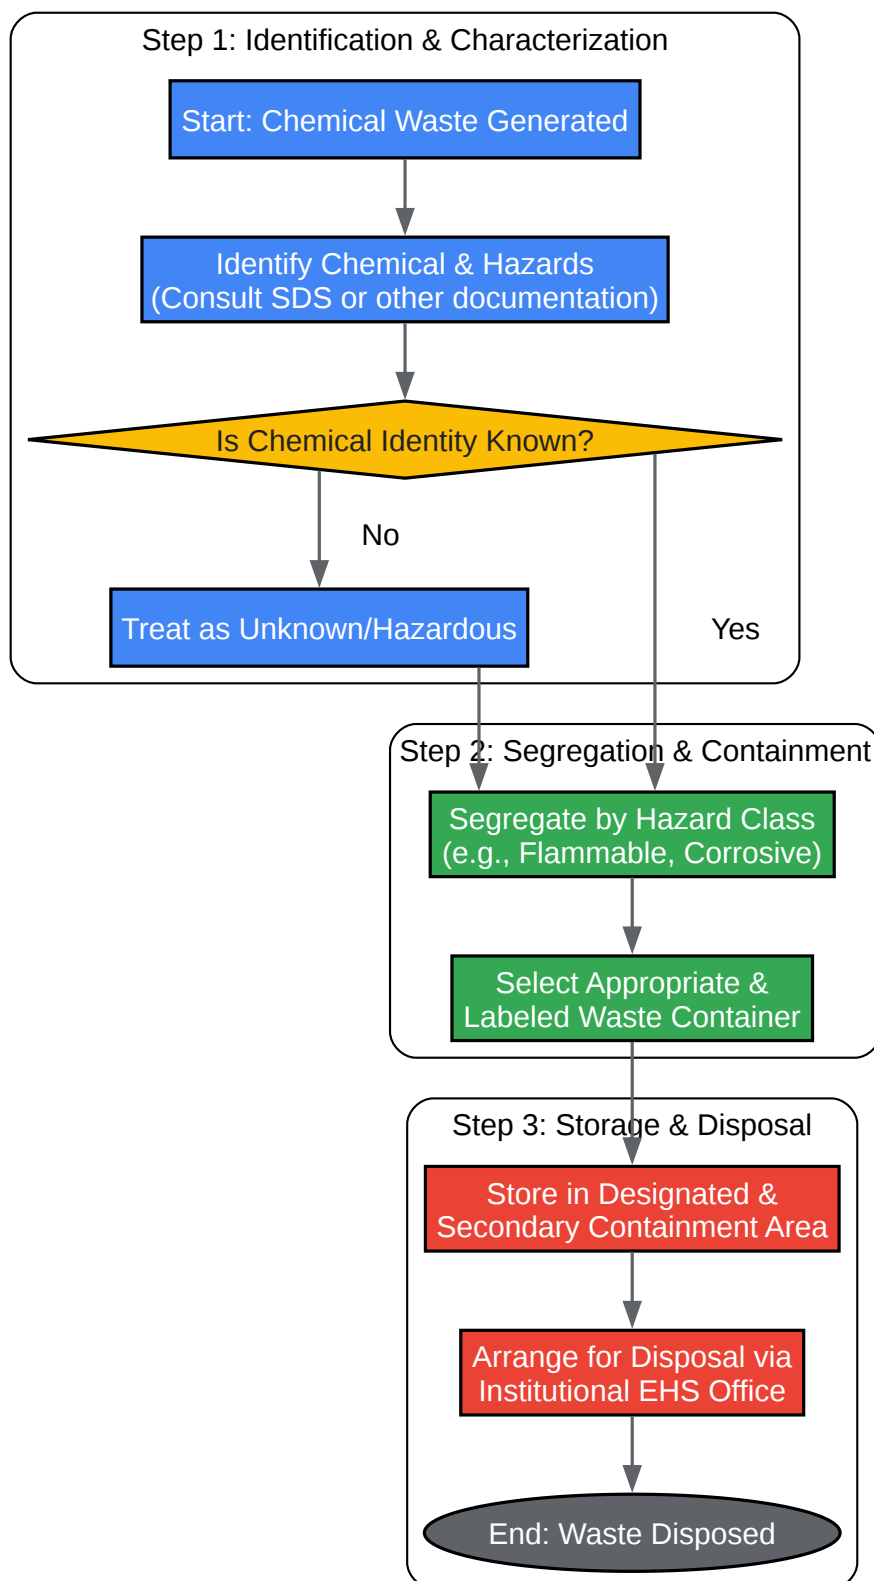 Step 1: Identification & Characterization
Start: Chemical Waste Generated
Identify Chemical & Hazards
(Consult SDS or other documentation)
Is Chemical Identity Known?
No
Treat as Unknown/Hazardous
Yes
Step 2: Segregation & Containment
Segregate by Hazard Class
(e.g., Flammable, Corrosive)
Select Appropriate &
Labeled Waste Container
Step 3: Storage & Disposal
Store in Designated &
Secondary Containment Area
Arrange for Disposal via
Institutional EHS Office
End: Waste Disposed